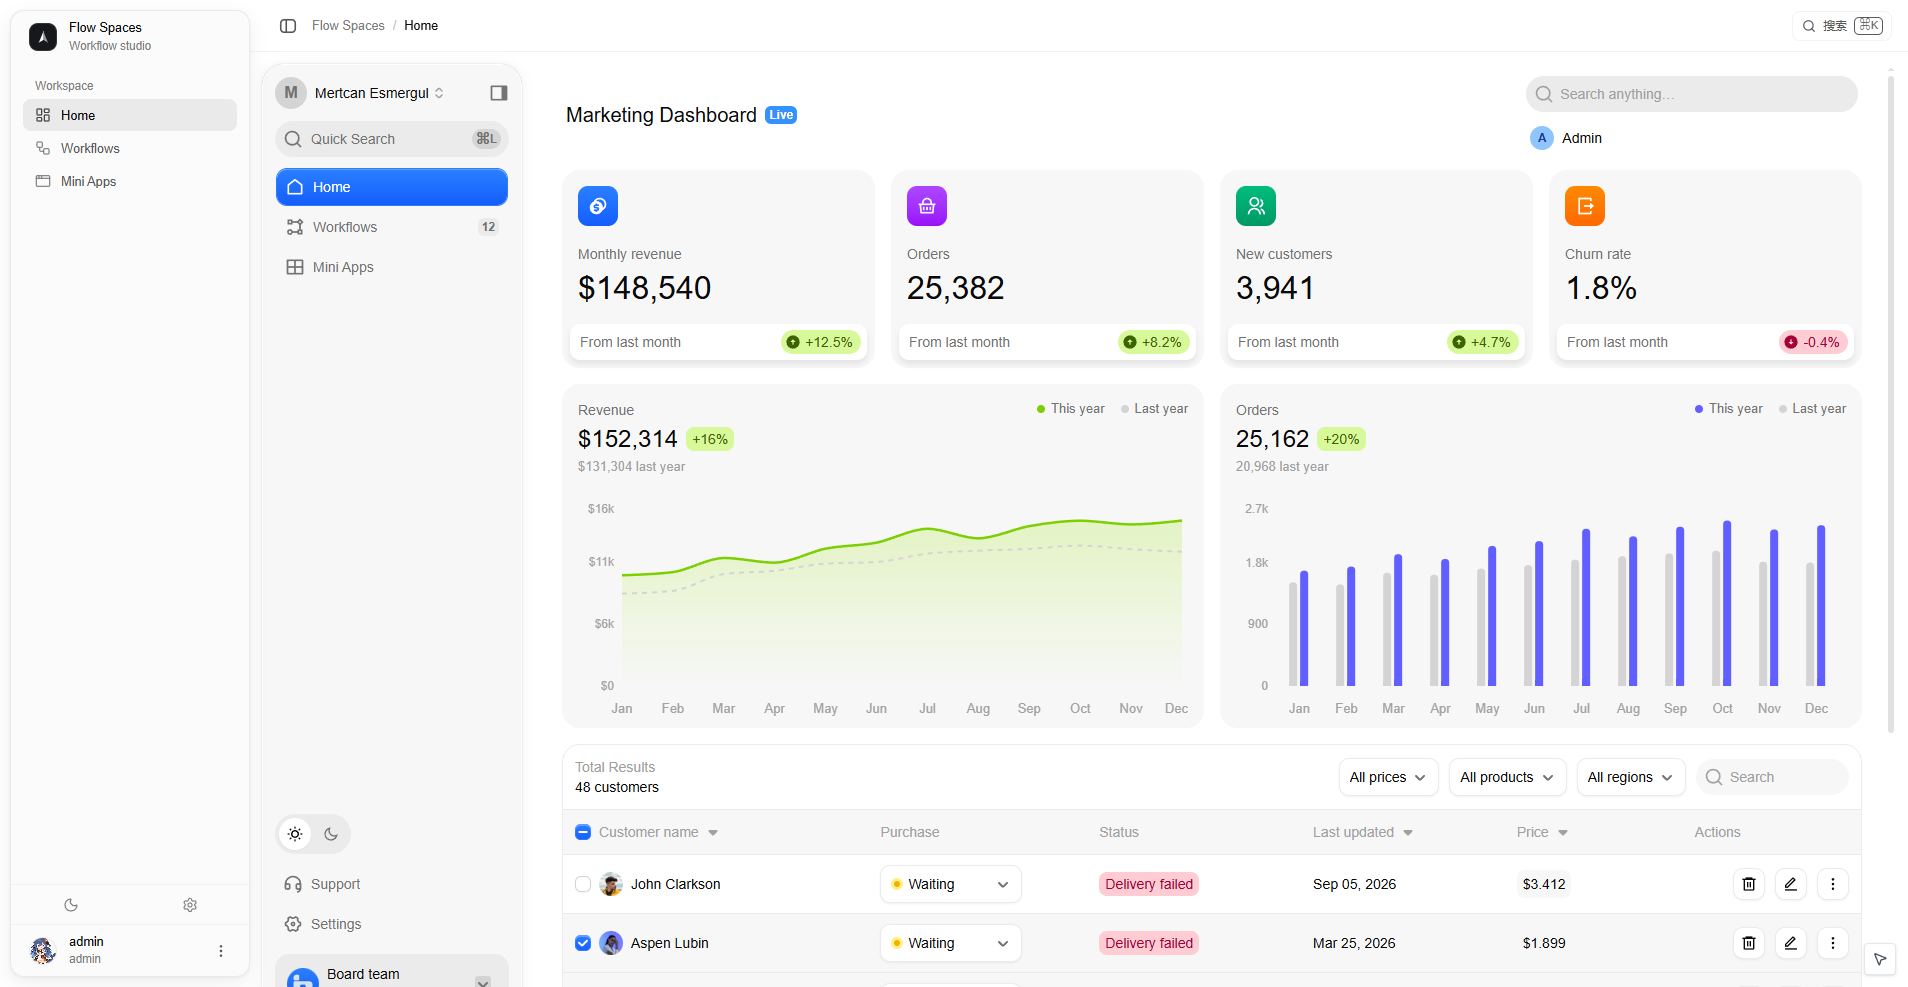 Flow Spaces
Workflow studio
Workspace
Home
Workflows
Mini Apps
admin
admin
Flow Spaces / Home
搜索 ⌘K
M Mertcan Esmergul
Quick Search ⌘L
Home
Workflows 12
Mini Apps
Support
Settings
Board team
Marketing Dashboard Live
Search anything...
A Admin
Monthly revenue
$148,540
From last month +12.5%
Orders
25,382
From last month +8.2%
New customers
3,941
From last month +4.7%
Churn rate
1.8%
From last month -0.4%
Revenue
This year Last year
$152,314 +16%
$131,304 last year
$16k
$11k
$6k
$0
Jan Feb Mar Apr May Jun Jul Aug Sep Oct Nov Dec
Orders
This year Last year
25,162 +20%
20,968 last year
2.7k
1.8k
900
0
Jan Feb Mar Apr May Jun Jul Aug Sep Oct Nov Dec
Total Results
48 customers
All prices All products All regions Search
Customer name Purchase Status Last updated Price Actions
John Clarkson Waiting Delivery failed Sep 05, 2026 $3.412
Aspen Lubin Waiting Delivery failed Mar 25, 2026 $1.899